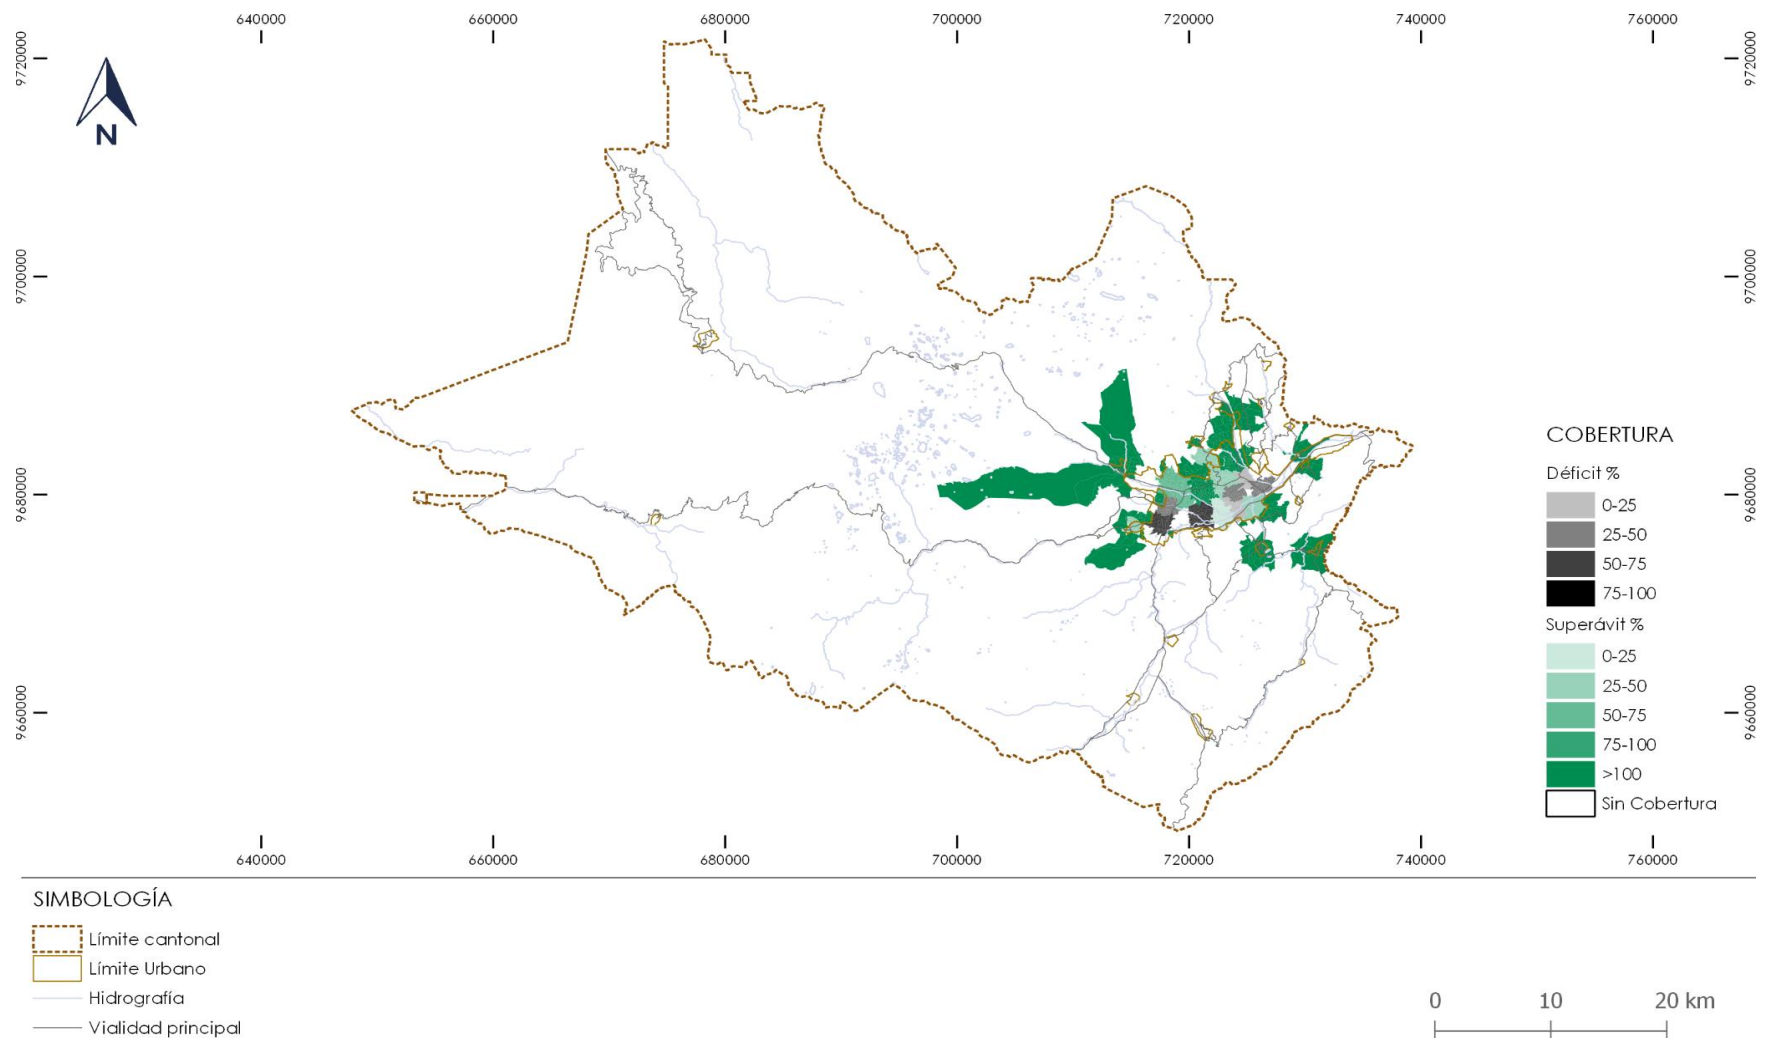 640000 660000 680000 700000 720000 740000 760000
9720000 9720000
N
9700000 9700000
9680000 9680000
9660000 9660000
COBERTURA
Déficit %
0-25
25-50
50-75
75-100
Superávit %
0-25
25-50
50-75
75-100
>100
Sin Cobertura
640000 660000 680000 700000 720000 740000 760000
SIMBOLOGÍA
Límite cantonal
Límite Urbano
Hidrografía
Vialidad principal
0 10 20 km